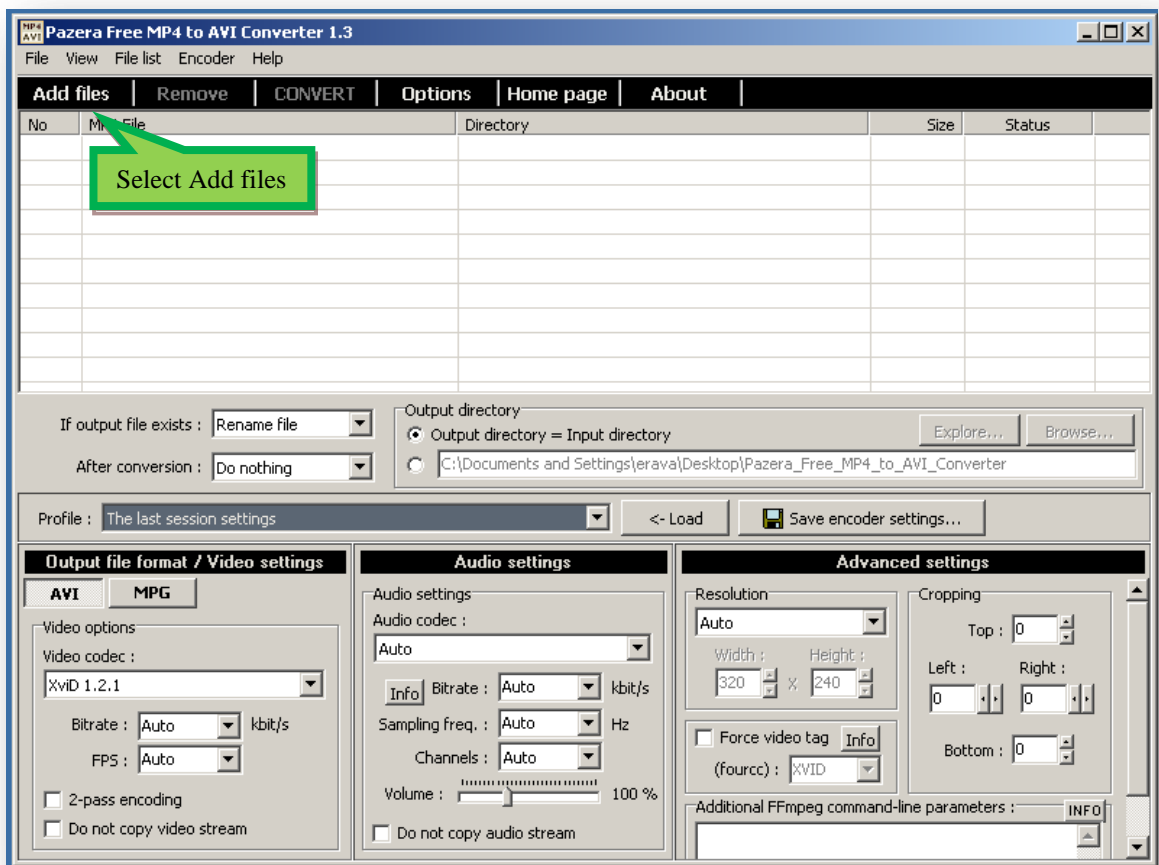 MP4 AVI Pazera Free MP4 to AVI Converter 1.3
File View File list Encoder Help
Add files Remove CONVERT Options Home page About
No File Directory Size Status
Select Add files
If output file exists : Rename file
After conversion : Do nothing
Output directory
Output directory = Input directory
Explore... Browse...
C:\Documents and Settings\erava\Desktop\Pazera_Free_MP4_to_AVI_Converter
Profile : The last session settings <- Load Save encoder settings...
Output file format / Video settings
AVI MPG
Video options
Video codec :
XviD 1.2.1
Bitrate : Auto kbit/s
FPS : Auto
2-pass encoding
Do not copy video stream
Audio settings
Audio settings
Audio codec :
Auto
Info Bitrate : Auto kbit/s
Sampling freq. : Auto Hz
Channels : Auto
Volume : 100 %
Do not copy audio stream
Advanced settings
Resolution
Auto
Width : Height :
320 x 240
Force video tag Info
(fourcc) : XVID
Cropping
Top : 0
Left : Right :
0 0
Bottom : 0
Additional FFmpeg command-line parameters : INFO